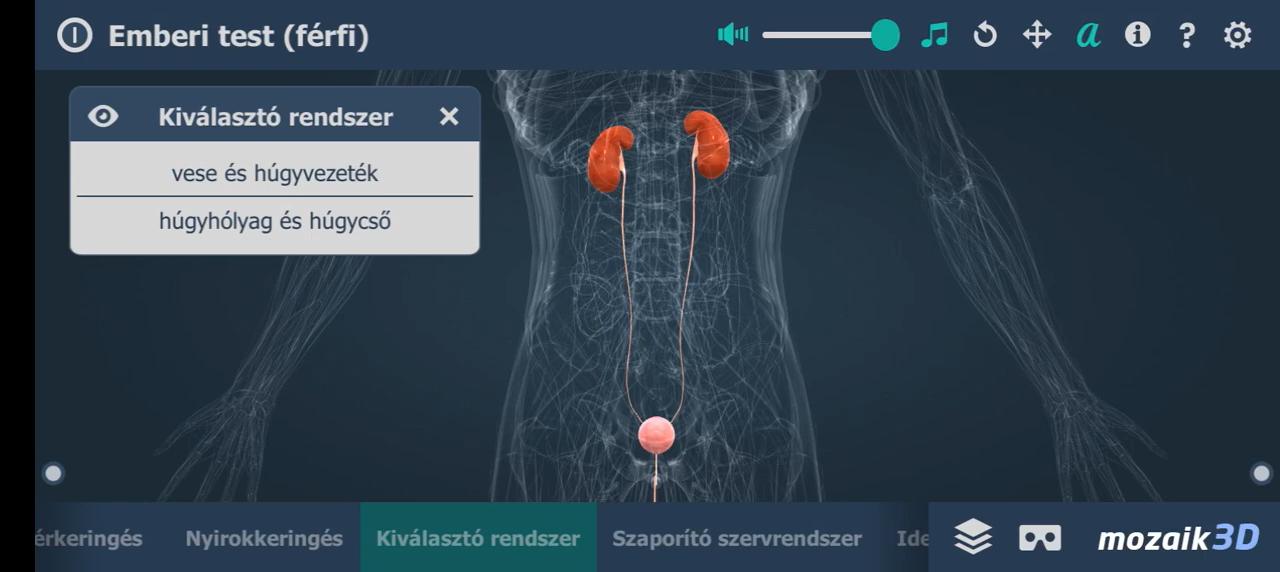 Emberi test (férfi)
Kiválasztó rendszer
vese és húgyvezeték
húgyhólyag és húgycső
érkeringés Nyirokkeringés Kiválasztó rendszer Szaporító szervrendszer Ide
mozaik3D